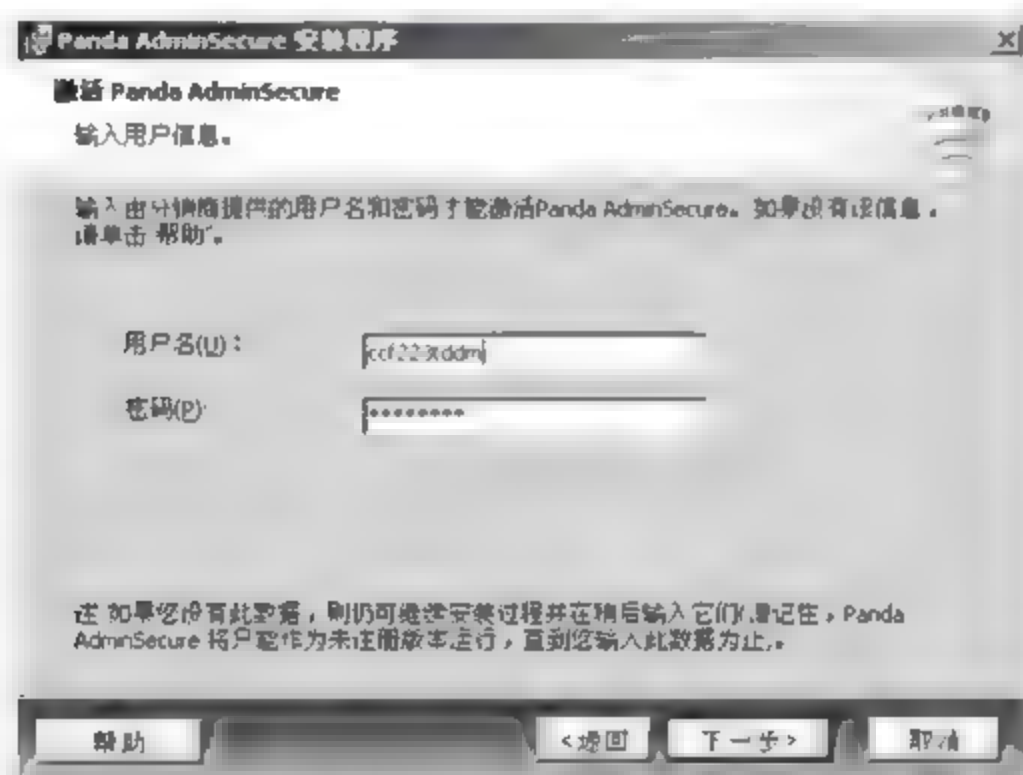 Panda AdminSecure 安装程序
激活 Panda AdminSecure
输入用户信息。
输入由分销商提供的用户名和密码才能激活Panda AdminSecure。如果没有该信息，
请单击“帮助”。
用户名(U)：
密码(P)
********
注 如果您没有此数据，则仍可继续安装过程并在稍后输入它们(请记住，Panda
AdminSecure 将只能作为未注册版本运行，直到您输入此数据为止)。
帮助
<返回
下一步>
取消